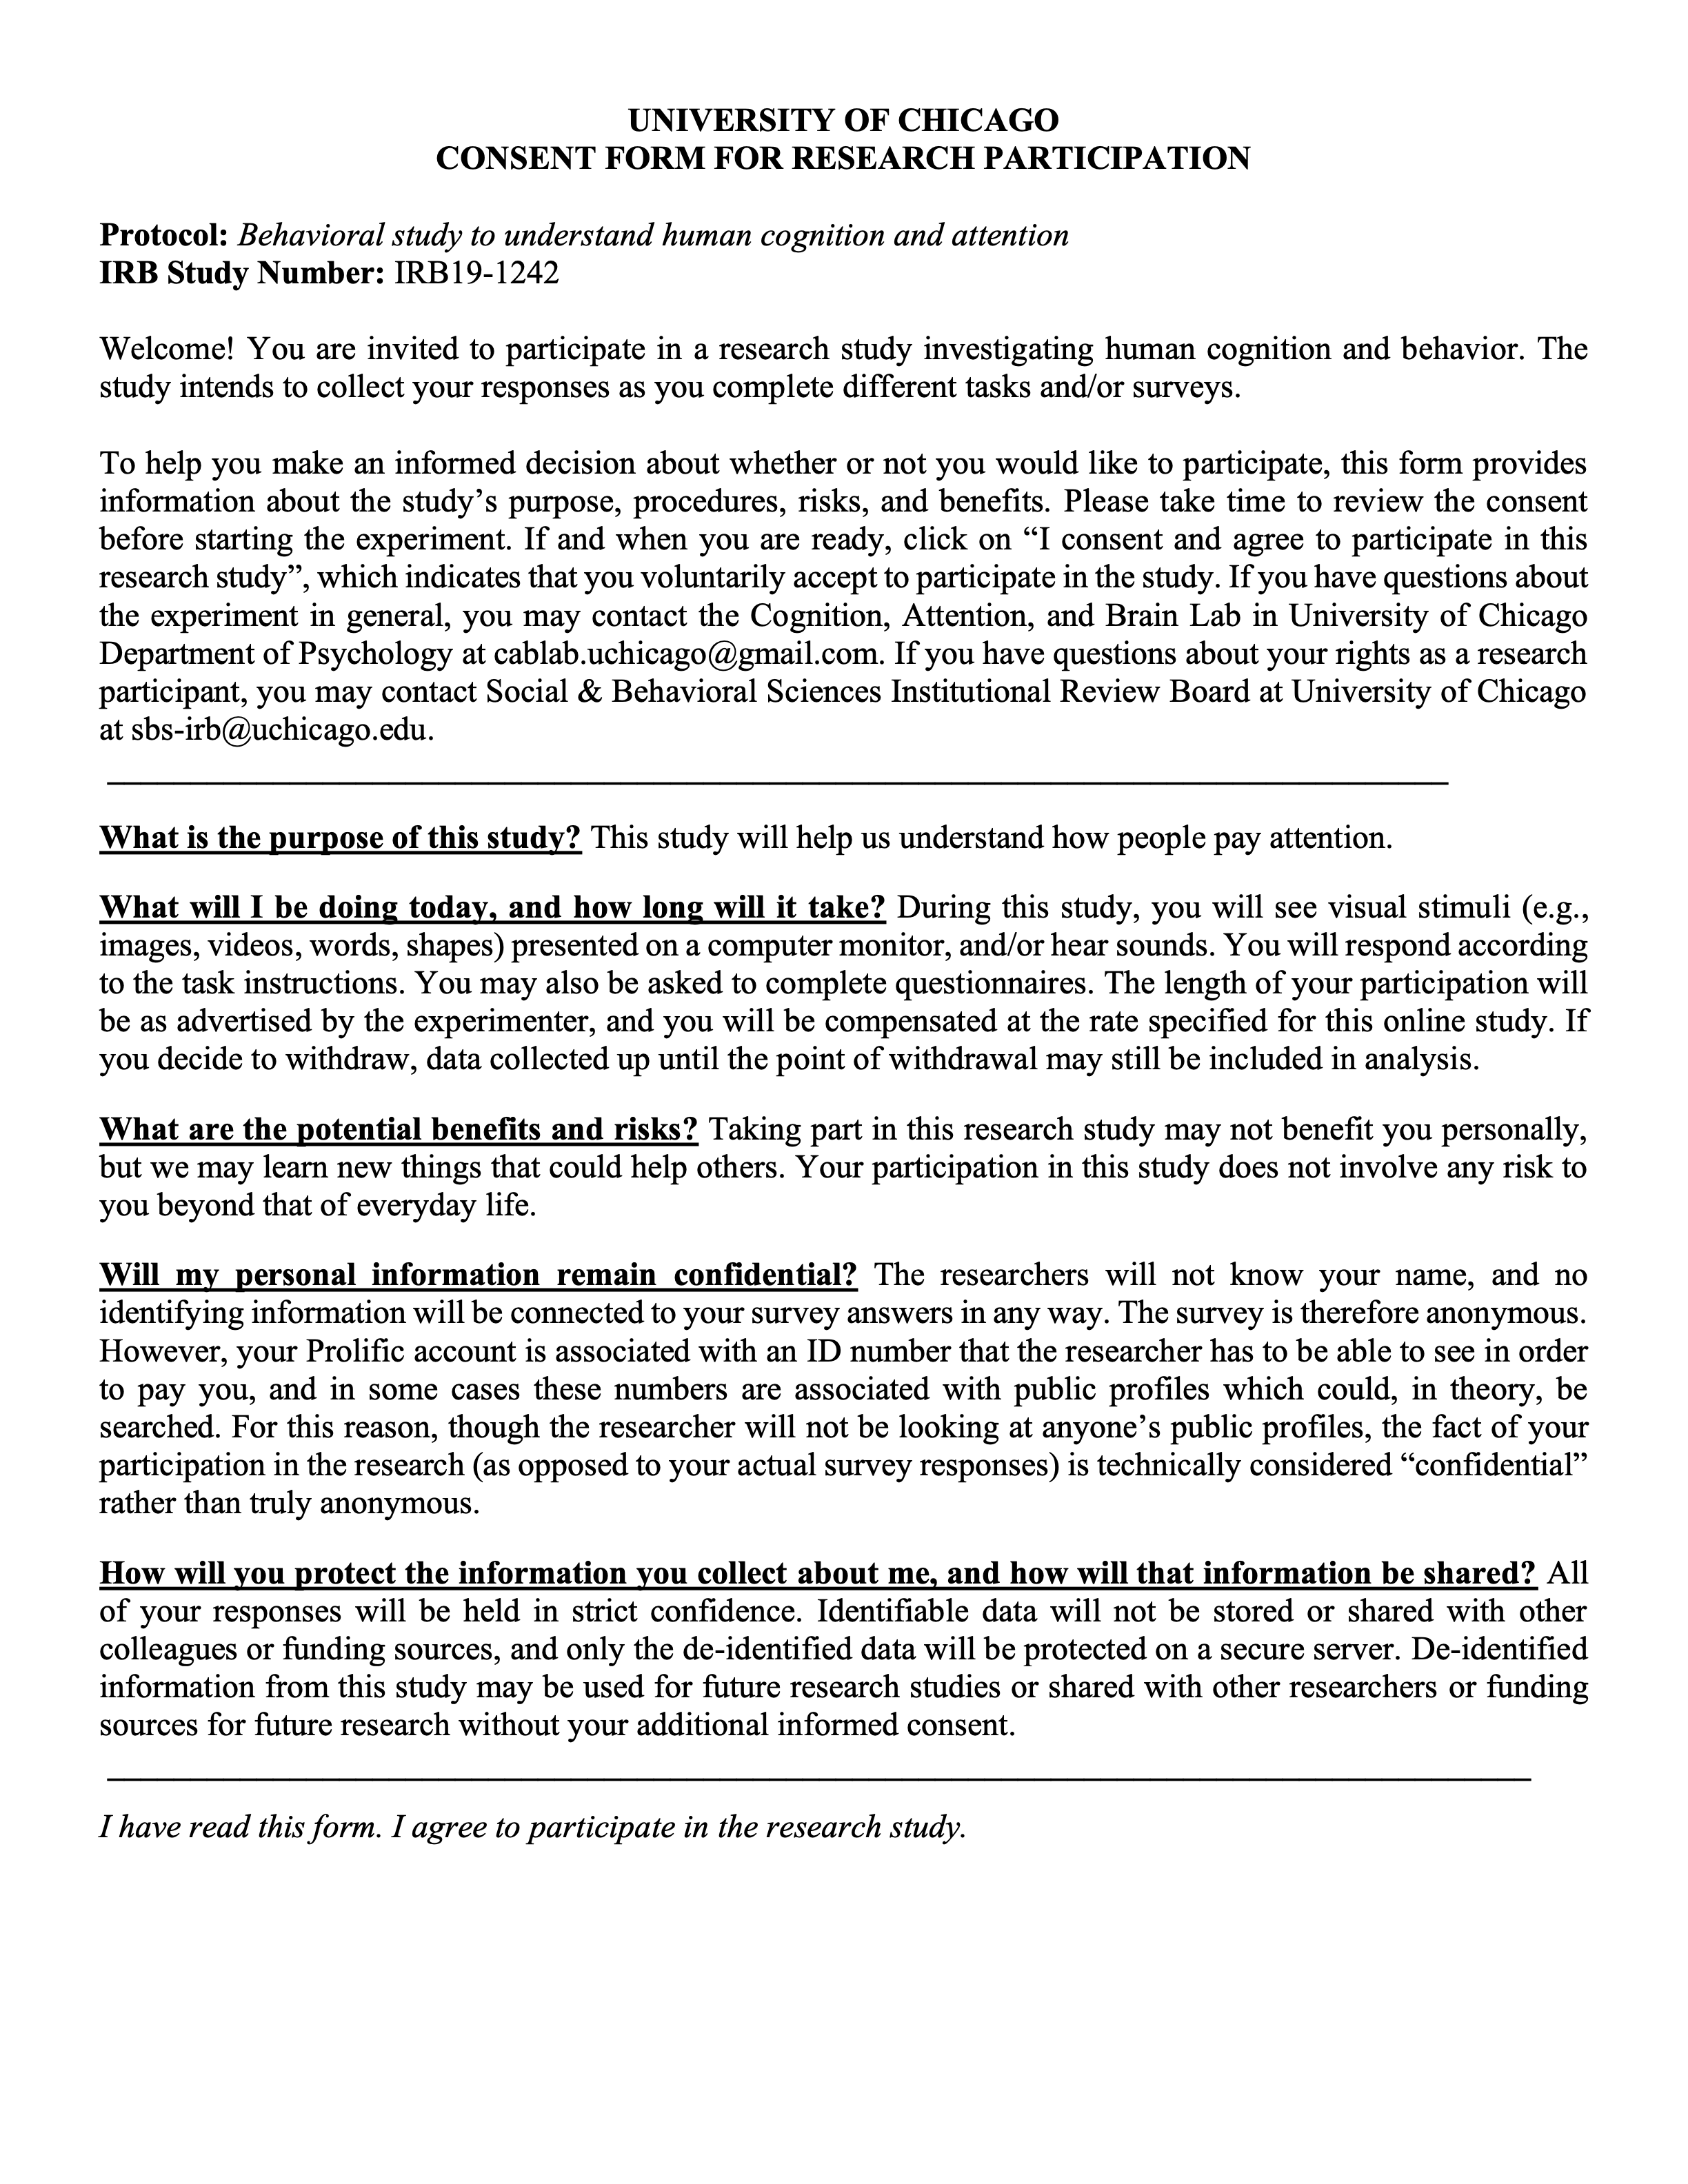 UNIVERSITY OF CHICAGO
CONSENT FORM FOR RESEARCH PARTICIPATION
Protocol: Behavioral study to understand human cognition and attention
IRB Study Number: IRB19-1242
Welcome! You are invited to participate in a research study investigating human cognition and behavior. The
study intends to collect your responses as you complete different tasks and/or surveys.
To help you make an informed decision about whether or not you would like to participate, this form provides
information about the study’s purpose, procedures, risks, and benefits. Please take time to review the consent
before starting the experiment. If and when you are ready, click on “I consent and agree to participate in this
research study”, which indicates that you voluntarily accept to participate in the study. If you have questions about
the experiment in general, you may contact the Cognition, Attention, and Brain Lab in University of Chicago
Department of Psychology at cablab.uchicago@gmail.com. If you have questions about your rights as a research
participant, you may contact Social & Behavioral Sciences Institutional Review Board at University of Chicago
at sbs-irb@uchicago.edu.
What is the purpose of this study? This study will help us understand how people pay attention.
What will I be doing today, and how long will it take? During this study, you will see visual stimuli (e.g.,
images, videos, words, shapes) presented on a computer monitor, and/or hear sounds. You will respond according
to the task instructions. You may also be asked to complete questionnaires. The length of your participation will
be as advertised by the experimenter, and you will be compensated at the rate specified for this online study. If
you decide to withdraw, data collected up until the point of withdrawal may still be included in analysis.
What are the potential benefits and risks? Taking part in this research study may not benefit you personally,
but we may learn new things that could help others. Your participation in this study does not involve any risk to
you beyond that of everyday life.
Will my personal information remain confidential? The researchers will not know your name, and no
identifying information will be connected to your survey answers in any way. The survey is therefore anonymous.
However, your Prolific account is associated with an ID number that the researcher has to be able to see in order
to pay you, and in some cases these numbers are associated with public profiles which could, in theory, be
searched. For this reason, though the researcher will not be looking at anyone’s public profiles, the fact of your
participation in the research (as opposed to your actual survey responses) is technically considered “confidential”
rather than truly anonymous.
How will you protect the information you collect about me, and how will that information be shared? All
of your responses will be held in strict confidence. Identifiable data will not be stored or shared with other
colleagues or funding sources, and only the de-identified data will be protected on a secure server. De-identified
information from this study may be used for future research studies or shared with other researchers or funding
sources for future research without your additional informed consent.
I have read this form. I agree to participate in the research study.